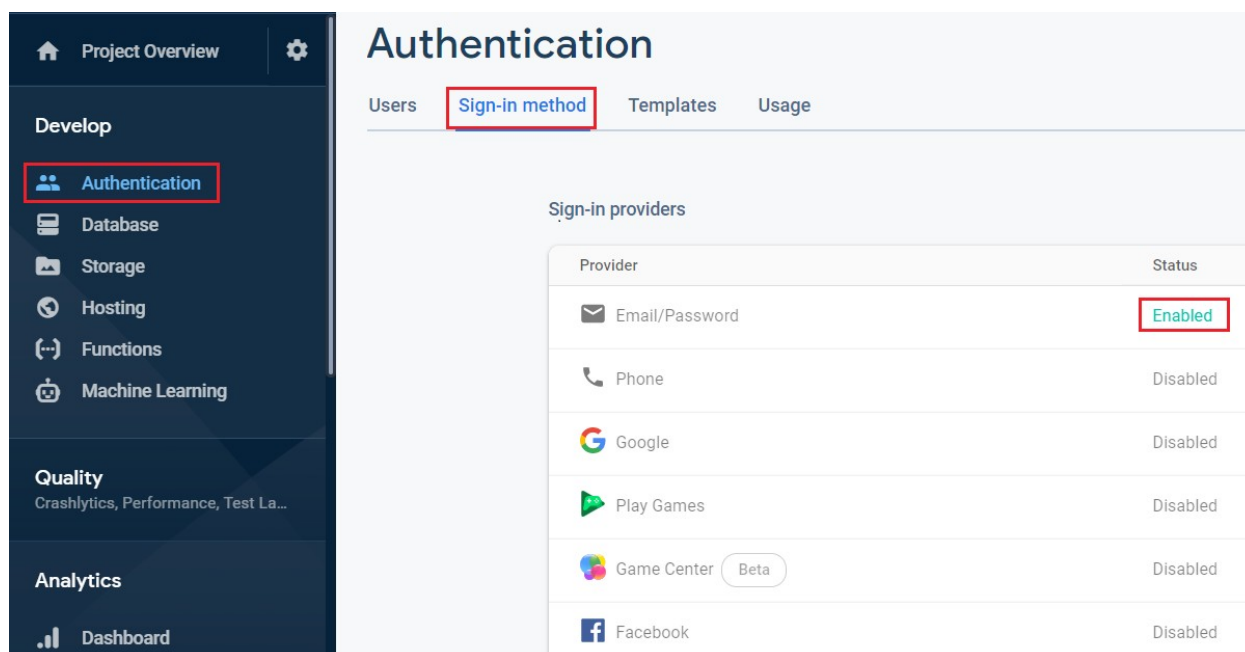 Project Overview
Develop
Authentication
Database
Storage
Hosting
Functions
Machine Learning
Quality
Crashlytics, Performance, Test La...
Analytics
Dashboard
Authentication
Users Sign-in method Templates Usage
Sign-in providers
Provider Status
Email/Password Enabled
Phone Disabled
Google Disabled
Play Games Disabled
Game Center Beta Disabled
Facebook Disabled